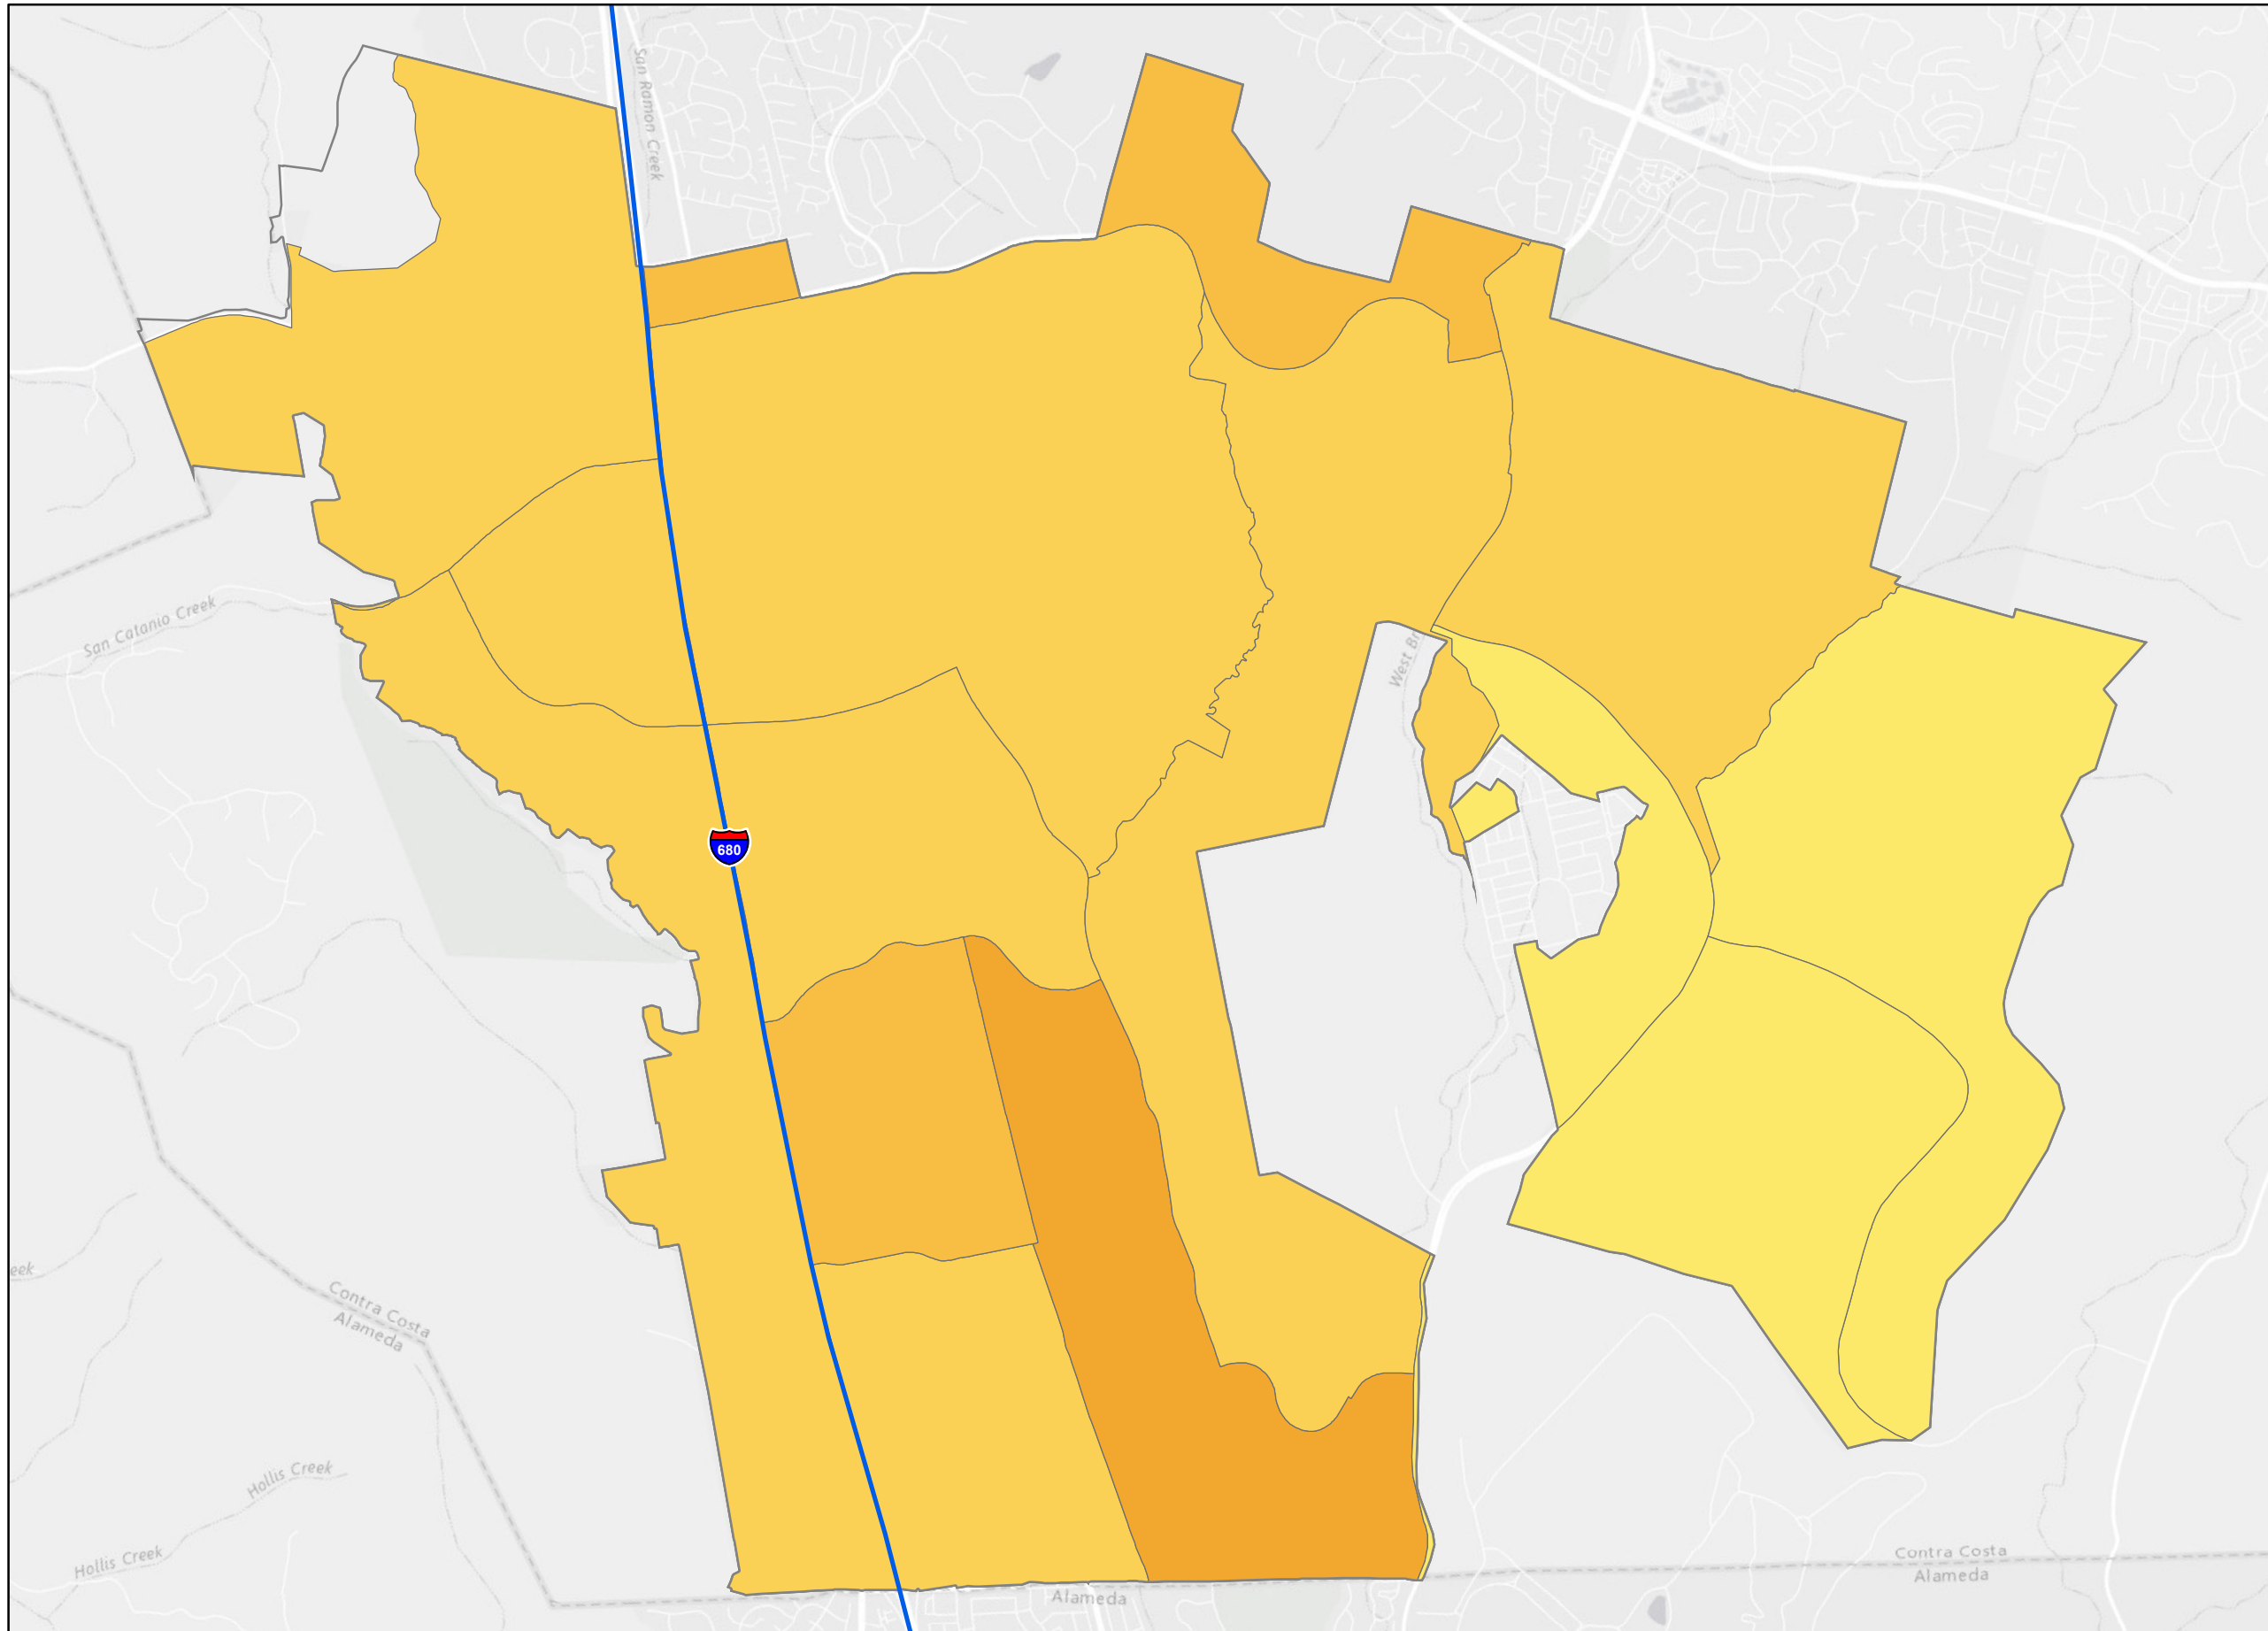 San Ramon Creek
San Catanio Creek
West Br
680
eek
Contra Costa
Alameda
Hollis Creek
Hollis Creek
Contra Costa
Alameda
Alameda